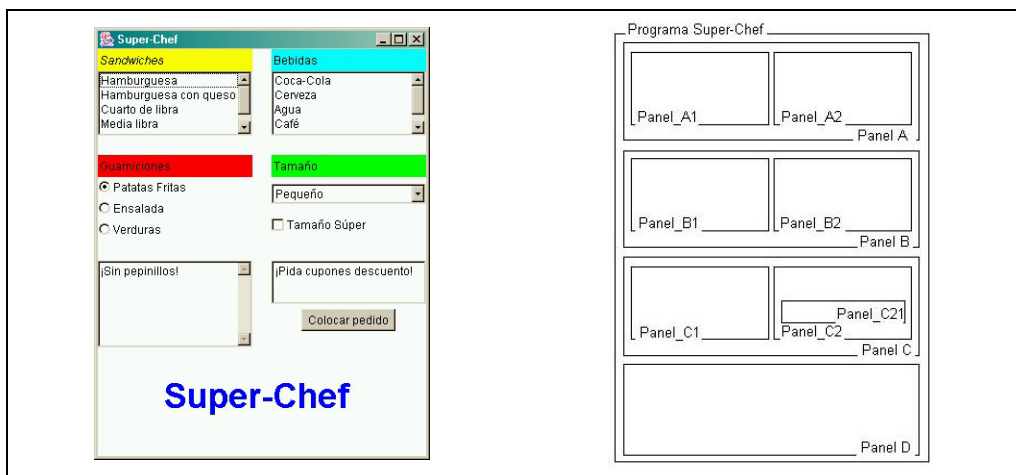 Super-Chef
Sandwiches
Bebidas
Hamburguesa
Hamburguesa con queso
Cuarto de libra
Media libra
Coca-Cola
Cerveza
Agua
Café
Guarniciones
Tamaño
Patatas Fritas
Ensalada
Verduras
Pequeño
Tamaño Súper
¡Sin pepinillos!
¡Pida cupones descuento!
Colocar pedido
Super-Chef
Programa Super-Chef
Panel_A1
Panel_A2
Panel A
Panel_B1
Panel_B2
Panel B
Panel_C21
Panel_C1
Panel_C2
Panel C
Panel D